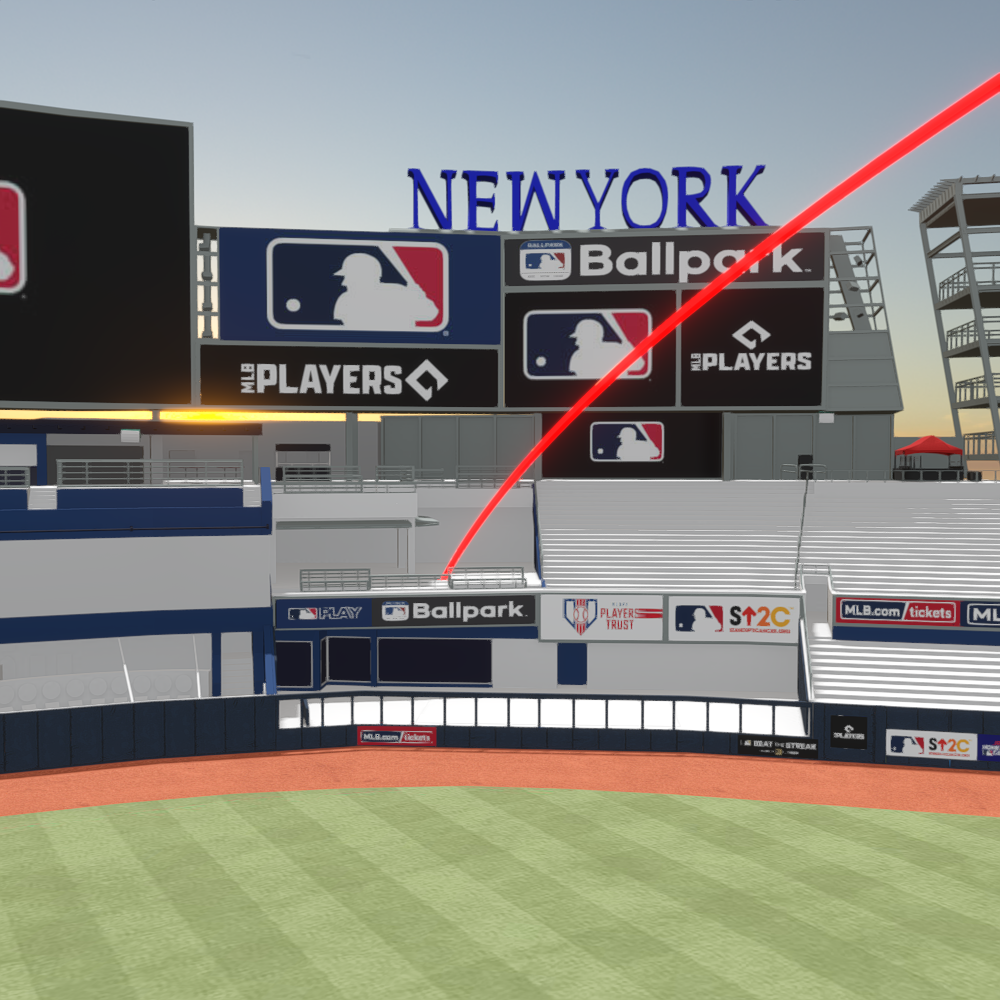 NEW YORK
BALLPARK
Ballpark
MLB PLAYERS
MLB PLAYERS
PLAY
Ballpark
PLAYERS
TRUST
S↑2C
MLB.com/tickets
ML
MLB.com/tickets
BEAT THE STREAK
PLAYERS
S↑2C